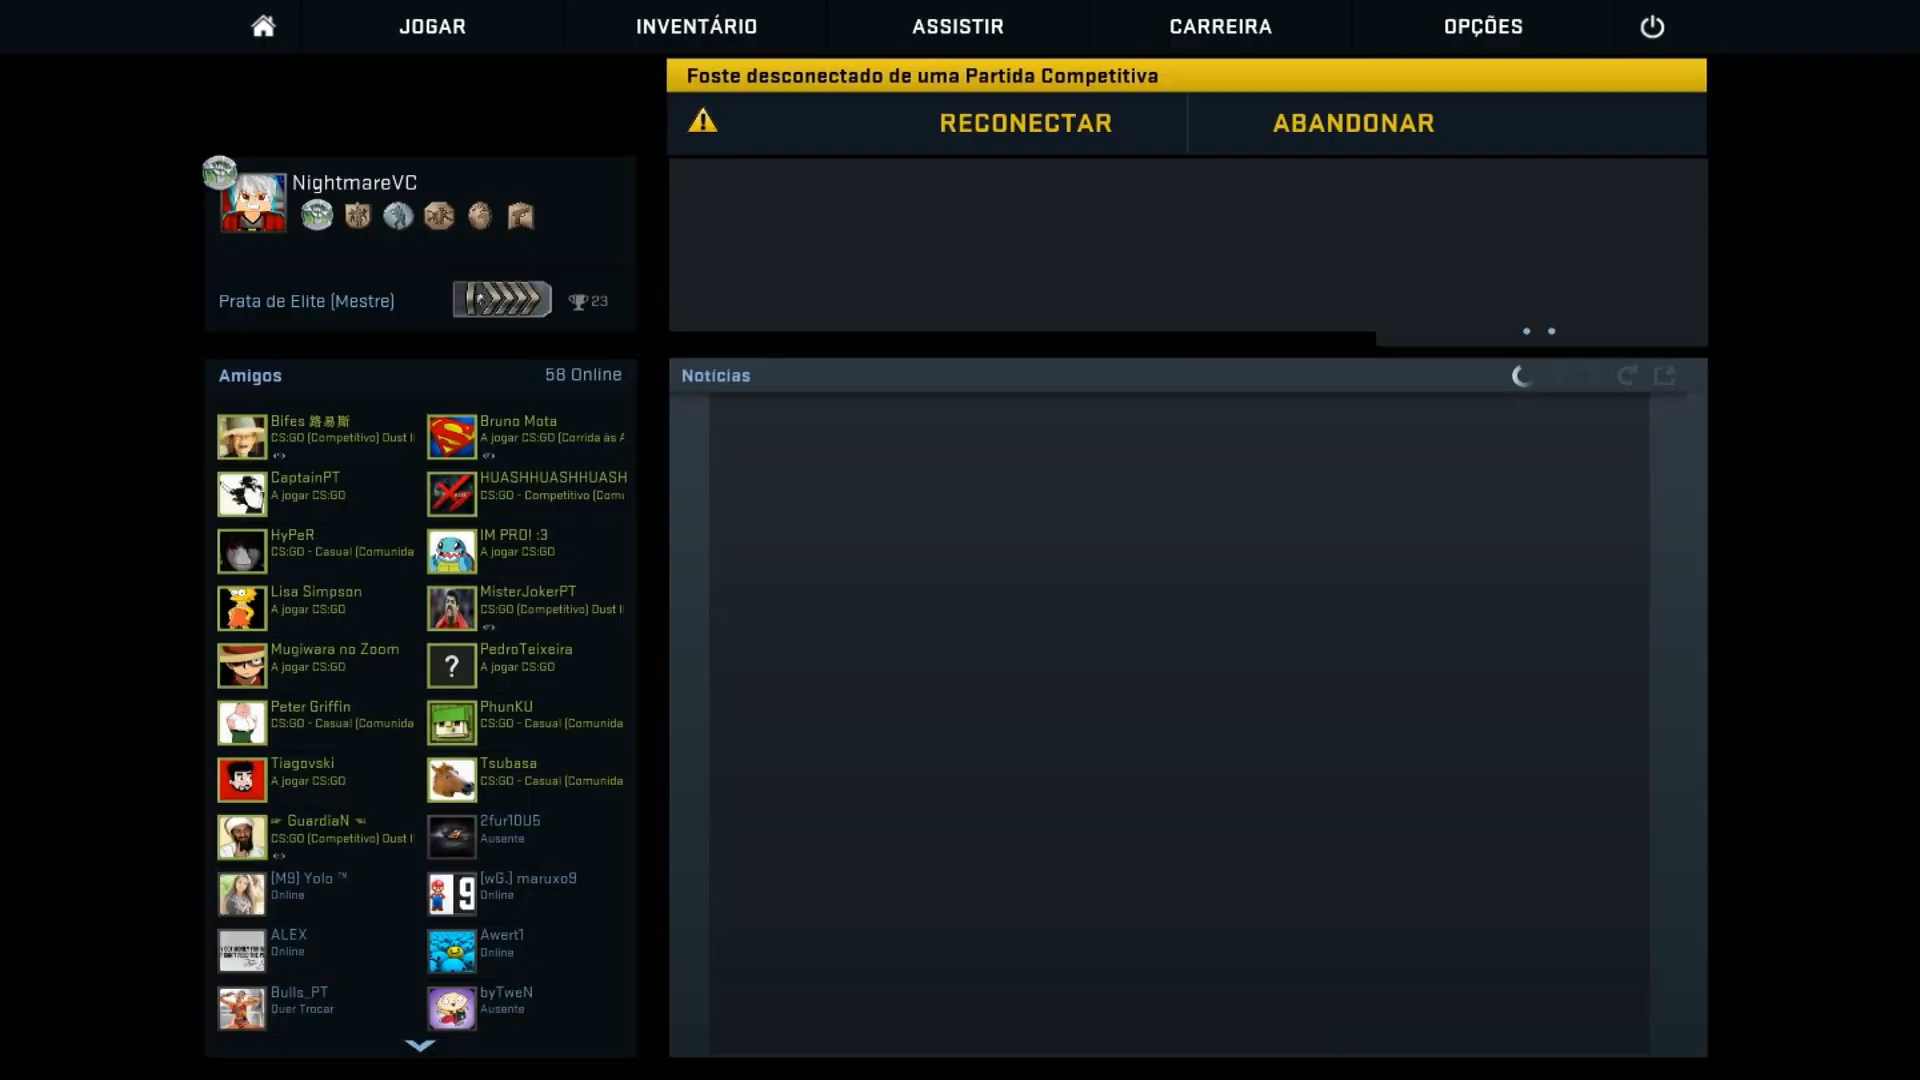 JOGAR
INVENTÁRIO
ASSISTIR
CARREIRA
OPÇÕES
Foste desconectado de uma Partida Competitiva
RECONECTAR
ABANDONAR
NightmareVC
Prata de Elite (Mestre)
23
Amigos
58 Online
Notícias
Bifes 路易斯
CS:GO (Competitivo) Dust I
Bruno Mota
A jogar CS:GO (Corrida às A
CaptainPT
A jogar CS:GO
HUASHHUASHHUASH
CS:GO - Competitivo (Comu
HyPeR
CS:GO - Casual (Comunida
IM PRO! :3
A jogar CS:GO
Lisa Simpson
A jogar CS:GO
MisterJokerPT
CS:GO (Competitivo) Dust I
Mugiwara no Zoom
A jogar CS:GO
?
PedroTeixeira
A jogar CS:GO
Peter Griffin
CS:GO - Casual (Comunida
PhunKU
CS:GO - Casual (Comunida
Tiagovski
A jogar CS:GO
Tsubasa
CS:GO - Casual (Comunida
☞ GuardiaN ☜
CS:GO (Competitivo) Dust I
2fur10U5
Ausente
[M9] Yolo ™
Online
9
[wG.] maruxo9
Online
ALEX
Online
Awert1
Online
Bulls_PT
Quer Trocar
byTweN
Ausente